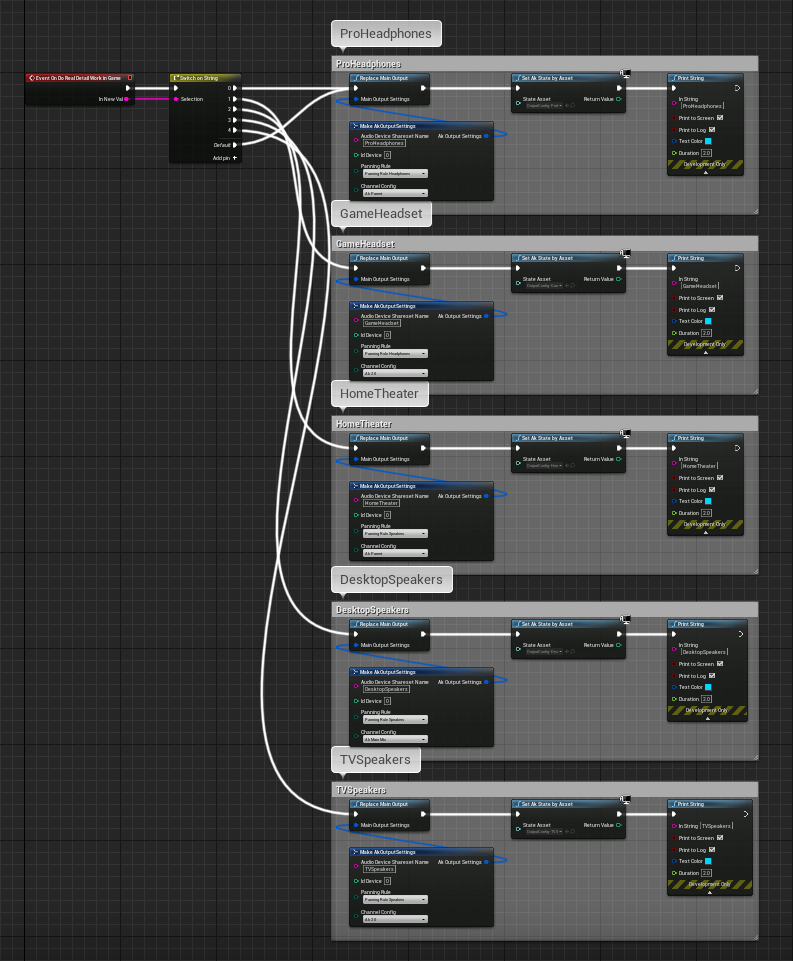 ProHeadphones
ProHeadphones
Event On Do Real Detail Work in Game
In New Val
Switch on String
Selection
0
1
2
3
4
Default
Add pin +
Replace Main Output
Main Output Settings
Set Ak State by Asset
State Asset
Return Value
Print String
In String
ProHeadphones
Print to Screen
Print to Log
Text Color
Duration 2.0
Development Only
Make AkOutputSettings
Audio Device Shareset Name
Ak Output Settings
ProHeadphones
Id Device 0
Panning Rule
Panning Rule Headphones
Channel Config
Ak Parent
GameHeadset
GameHeadset
Replace Main Output
Main Output Settings
Set Ak State by Asset
State Asset
Return Value
Print String
In String
GameHeadset
Print to Screen
Print to Log
Text Color
Duration 2.0
Development Only
Make AkOutputSettings
Audio Device Shareset Name
Ak Output Settings
GameHeadset
Id Device 0
Panning Rule
Panning Rule Headphones
Channel Config
Ak 2.0
HomeTheater
HomeTheater
Replace Main Output
Main Output Settings
Set Ak State by Asset
State Asset
Return Value
Print String
In String
HomeTheater
Print to Screen
Print to Log
Text Color
Duration 2.0
Development Only
Make AkOutputSettings
Audio Device Shareset Name
Ak Output Settings
HomeTheater
Id Device 0
Panning Rule
Panning Rule Speakers
Channel Config
Ak Parent
DesktopSpeakers
DesktopSpeakers
Replace Main Output
Main Output Settings
Set Ak State by Asset
State Asset
Return Value
Print String
In String
DesktopSpeakers
Print to Screen
Print to Log
Text Color
Duration 2.0
Development Only
Make AkOutputSettings
Audio Device Shareset Name
Ak Output Settings
DesktopSpeakers
Id Device 0
Panning Rule
Panning Rule Speakers
Channel Config
Ak Main Mix
TVSpeakers
TVSpeakers
Replace Main Output
Main Output Settings
Set Ak State by Asset
State Asset
Return Value
Print String
In String TVSpeakers
Print to Screen
Print to Log
Text Color
Duration 2.0
Development Only
Make AkOutputSettings
Audio Device Shareset Name
Ak Output Settings
TVSpeakers
Id Device 0
Panning Rule
Panning Rule Speakers
Channel Config
Ak 2.0